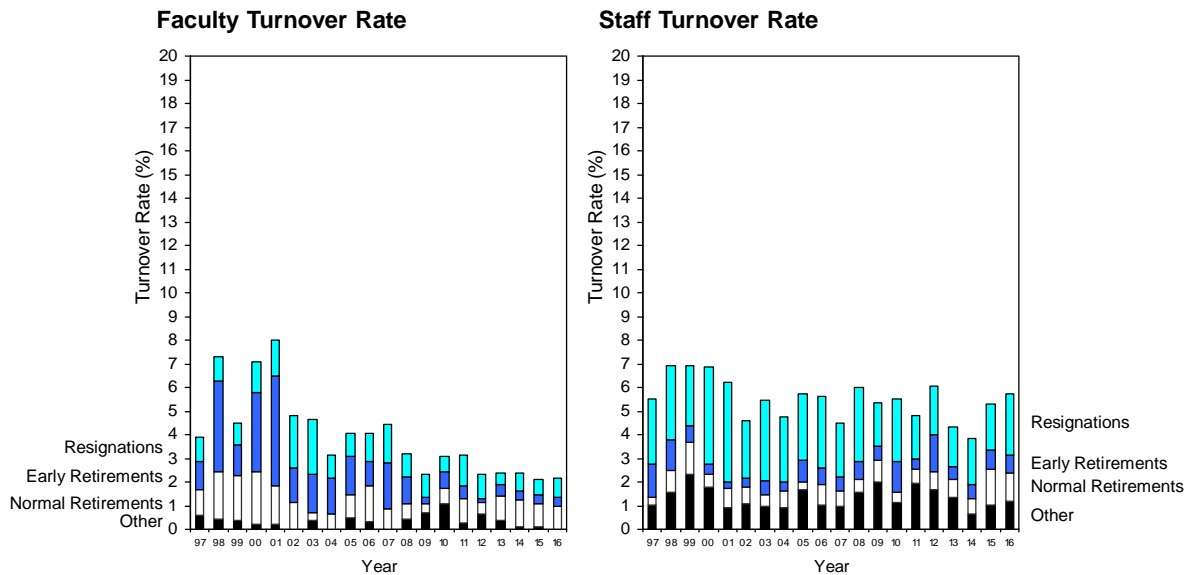 Faculty Turnover Rate
20
19
18
17
16
15
14
13
12
11
10
9
8
7
6
5
4
3
2
1
0
Turnover Rate (%)
Resignations
Early Retirements
Normal Retirements
Other
97 98 99 00 01 02 03 04 05 06 07 08 09 10 11 12 13 14 15 16
Year
Staff Turnover Rate
20
19
18
17
16
15
14
13
12
11
10
9
8
7
6
5
4
3
2
1
0
Turnover Rate (%)
Resignations
Early Retirements
Normal Retirements
Other
97 98 99 00 01 02 03 04 05 06 07 08 09 10 11 12 13 14 15 16
Year